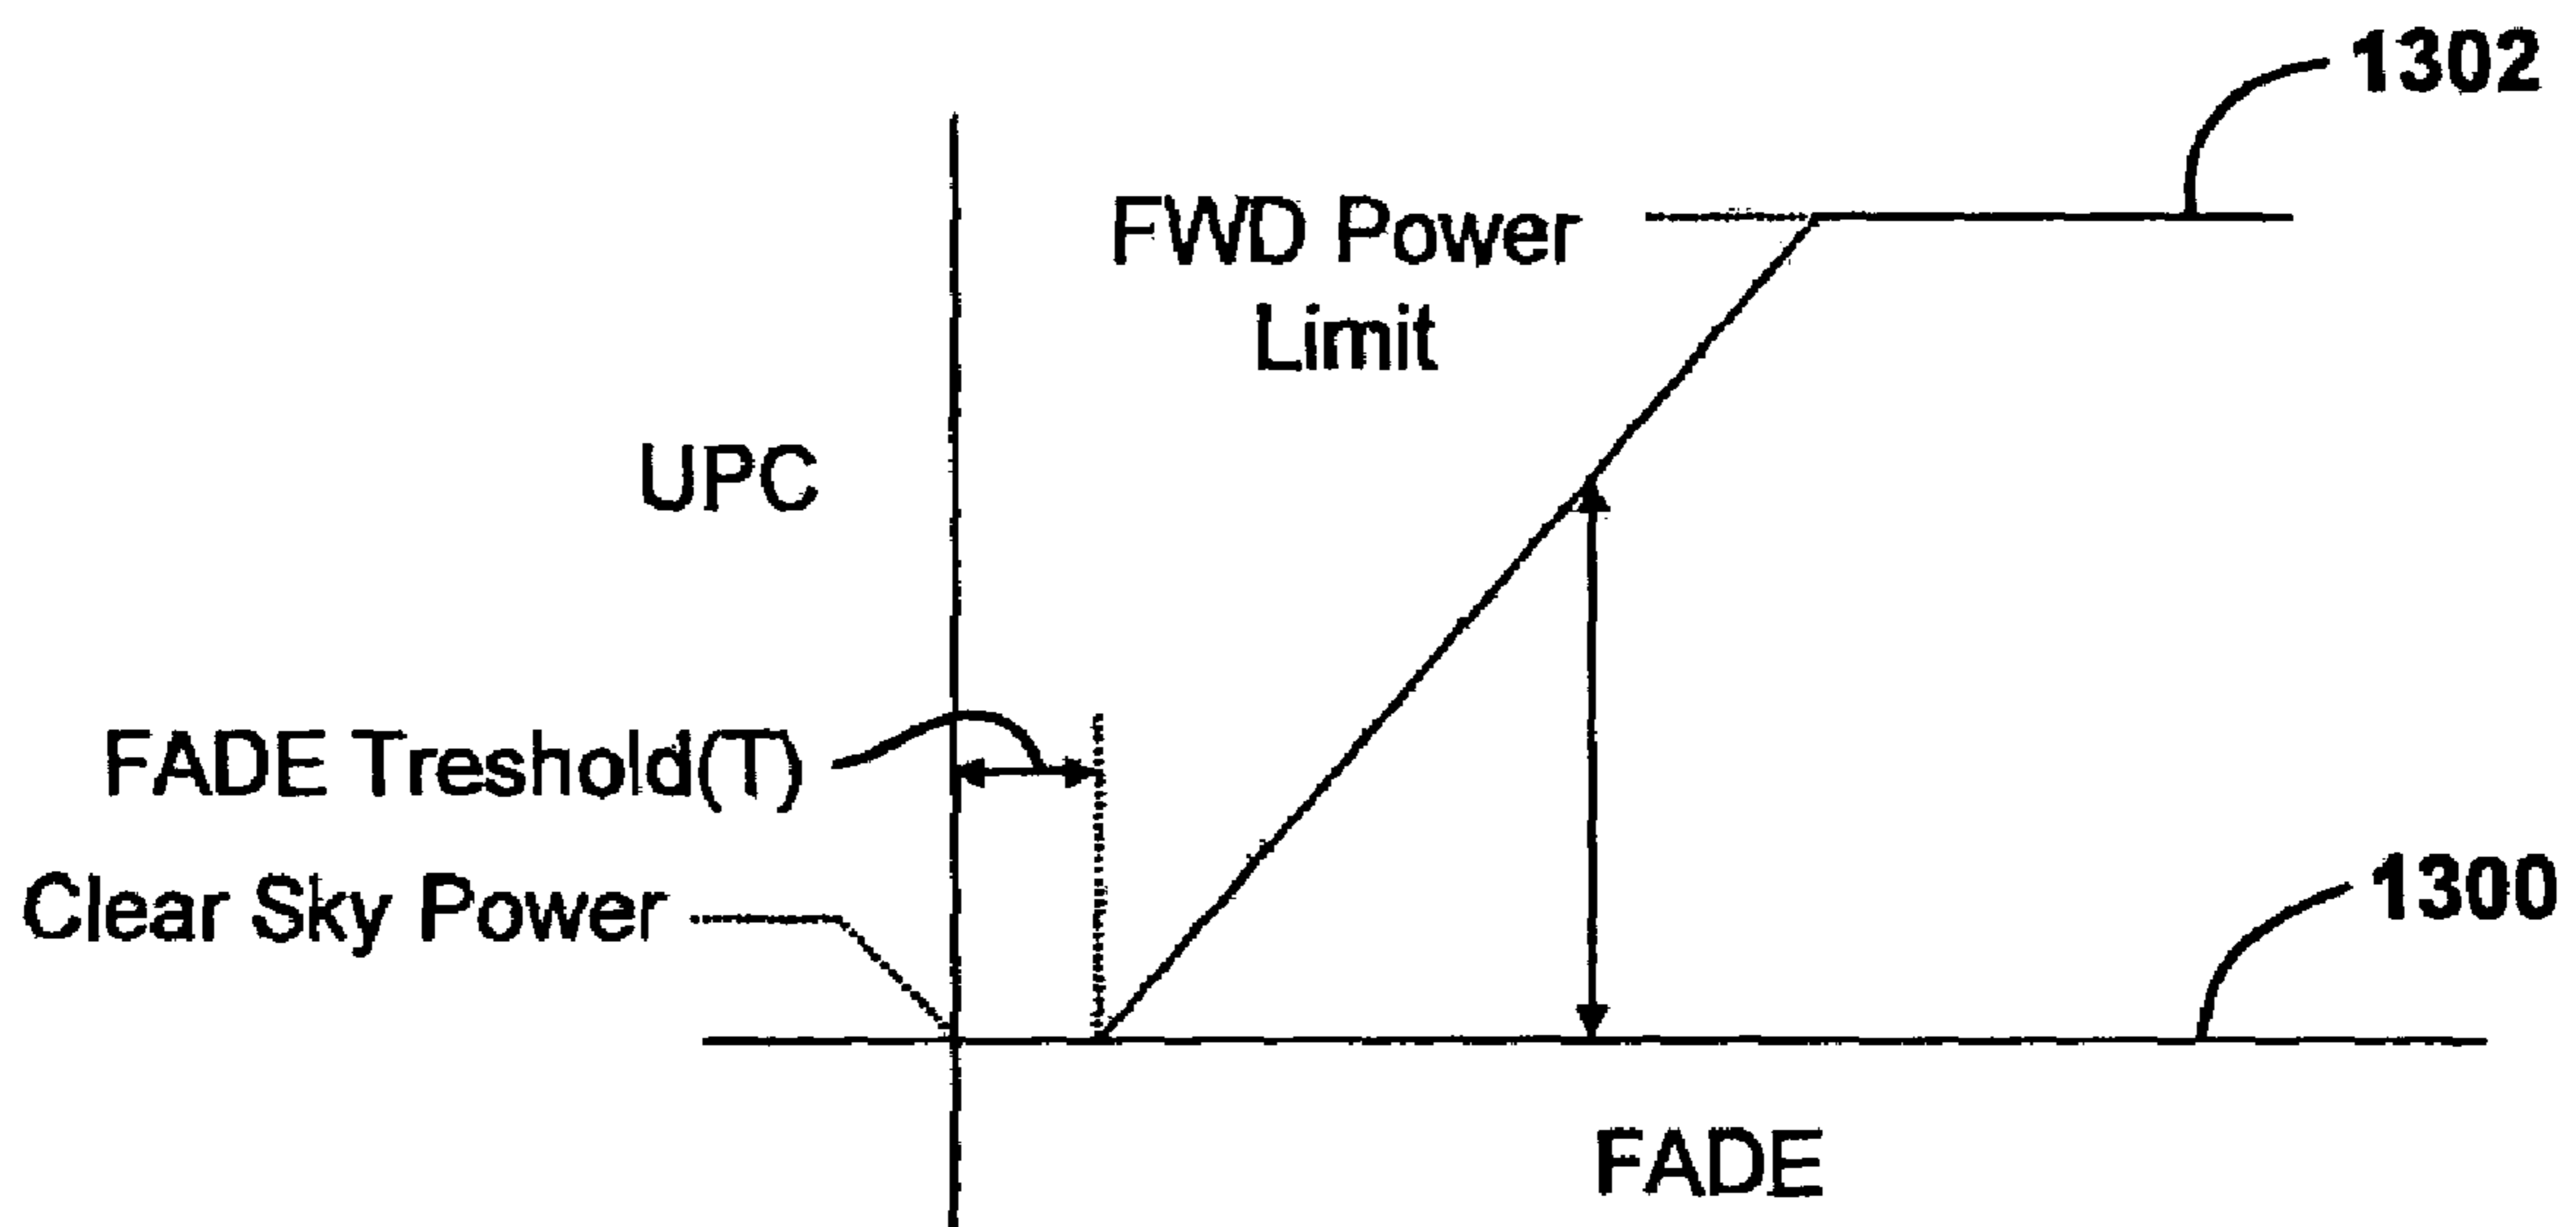 1302
FWD Power
Limit
UPC
FADE Treshold(T)
Clear Sky Power
1300
FADE